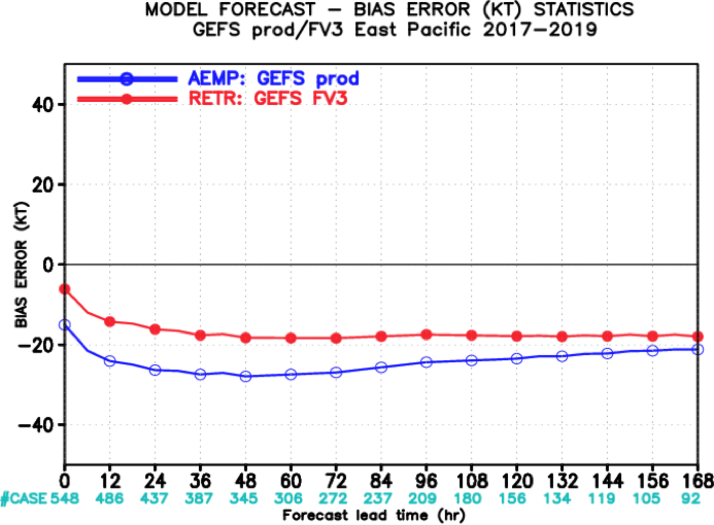 MODEL FORECAST – BIAS ERROR (KT) STATISTICS
GEFS prod/FV3 East Pacific 2017–2019
AEMP: GEFS prod
RETR: GEFS FV3
BIAS ERROR (KT)
40
20
0
−20
−40
0 12 24 36 48 60 72 84 96 108 120 132 144 156 168
#CASE 548 486 437 387 345 306 272 237 209 180 156 134 119 105 92
Forecast lead time (hr)